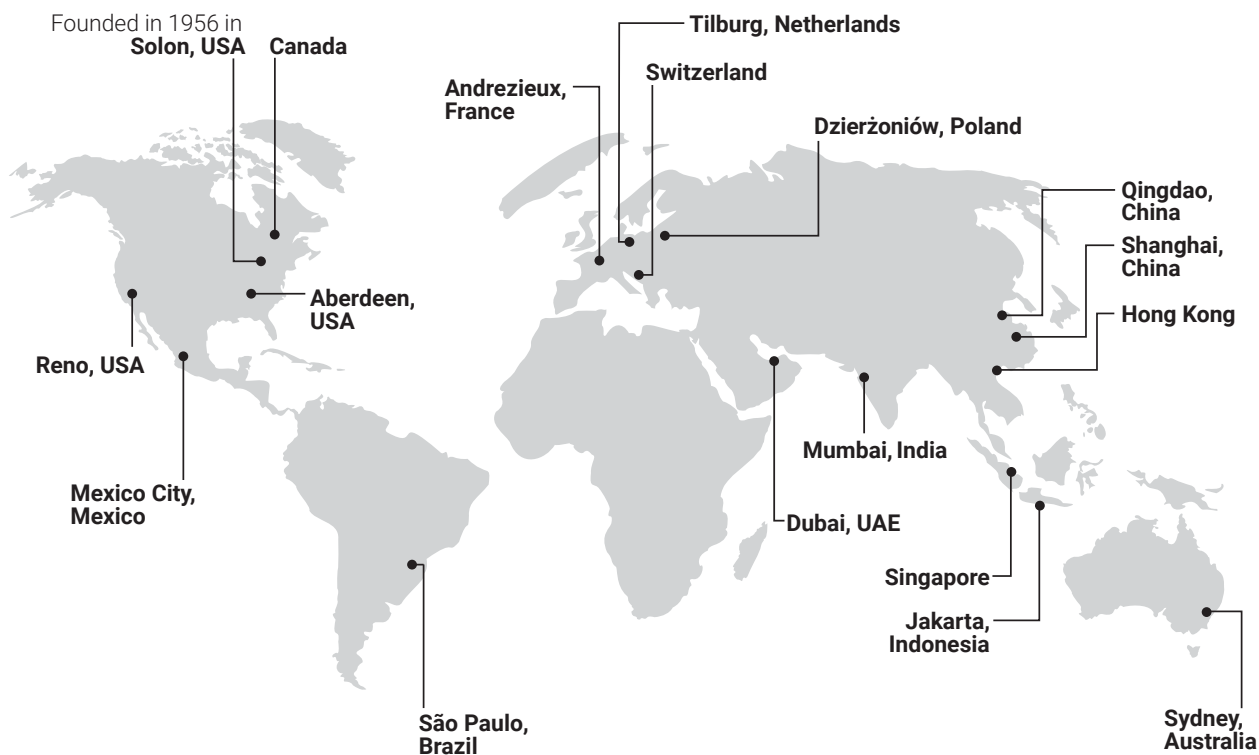 Founded in 1956 in
Solon, USA
Canada
Tilburg, Netherlands
Switzerland
Andrezieux,
France
Dzierżoniów, Poland
Qingdao,
China
Shanghai,
China
Hong Kong
Aberdeen,
USA
Reno, USA
Mumbai, India
Mexico City,
Mexico
Dubai, UAE
Singapore
Jakarta,
Indonesia
São Paulo,
Brazil
Sydney,
Australia